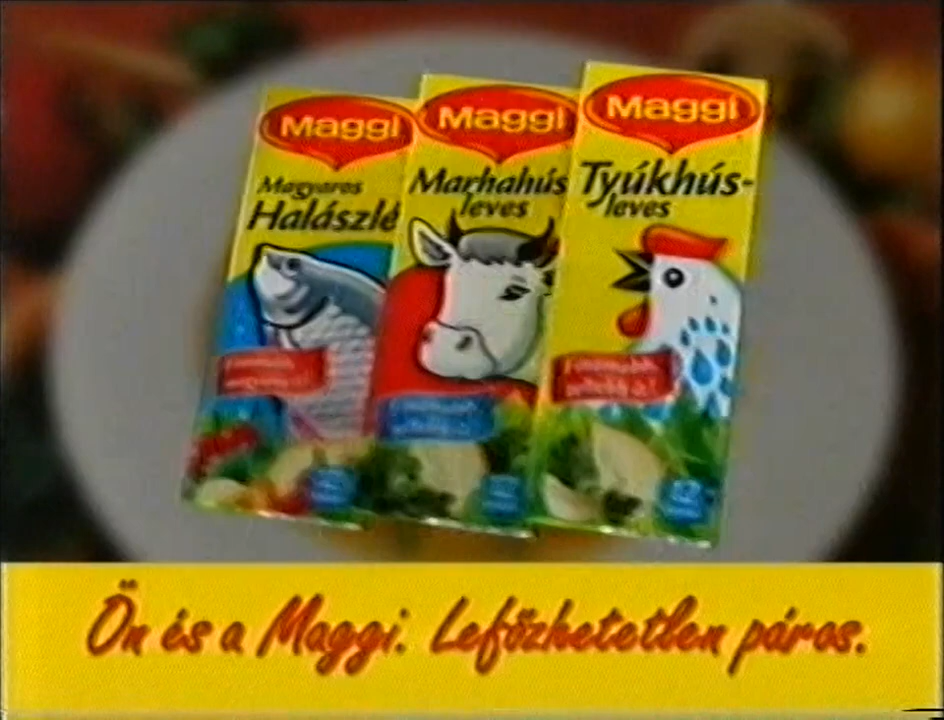 Maggi
Magyaros
Halászlé
Maggi
Marhahús
leves
Maggi
Tyúkhús-
leves
Ön és a Maggi. Lefőzhetetlen páros.